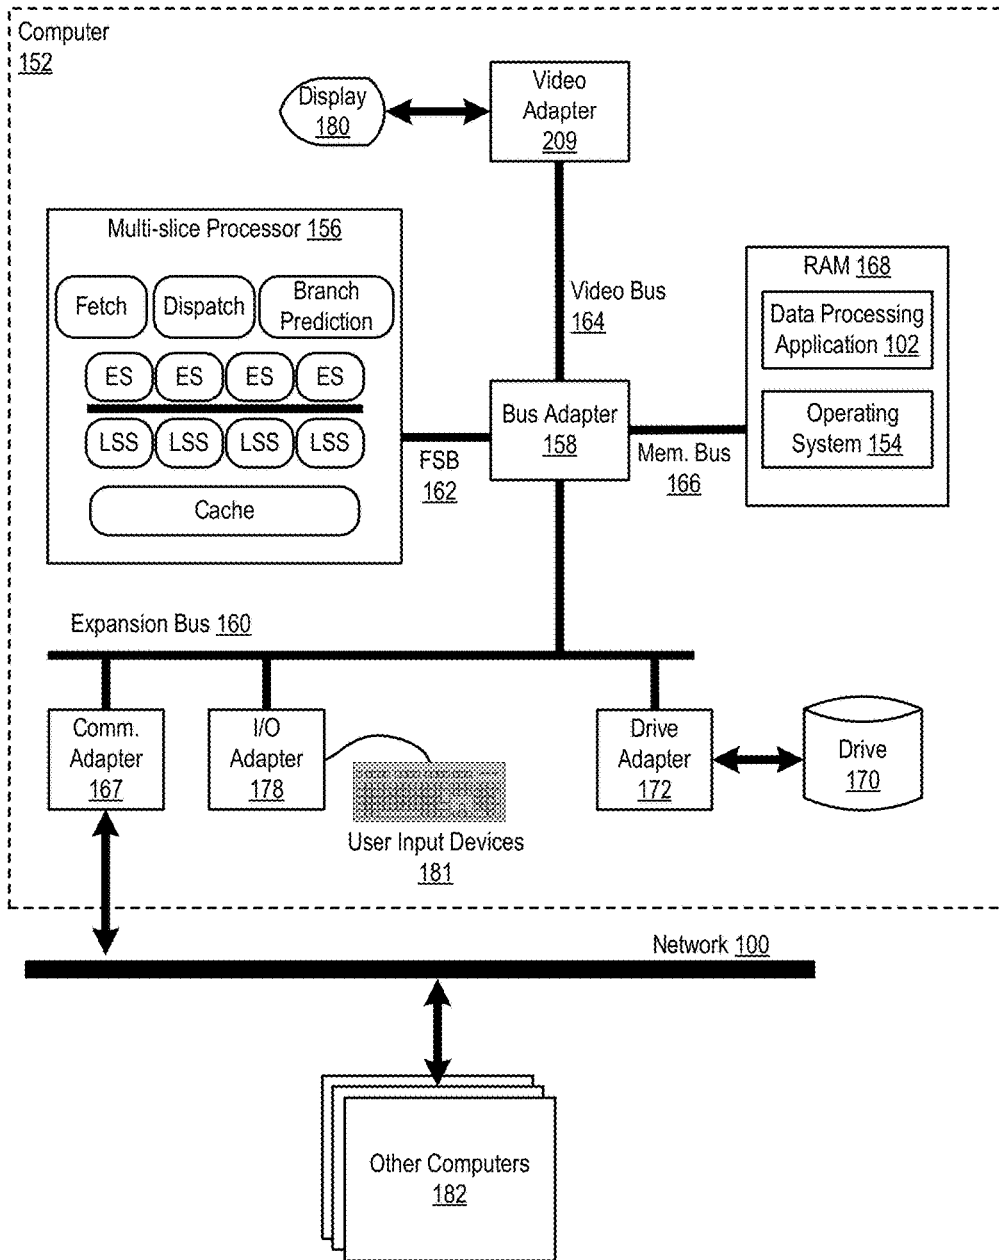 Computer
152
Display
180
Video
Adapter
209
Multi-slice Processor 156
Fetch
Dispatch
Branch
Prediction
ES
ES
ES
ES
LSS
LSS
LSS
LSS
Cache
Video Bus
164
RAM 168
Data Processing
Application 102
Operating
System 154
Bus Adapter
158
FSB
162
Mem. Bus
166
Expansion Bus 160
Comm.
Adapter
167
I/O
Adapter
178
User Input Devices
181
Drive
Adapter
172
Drive
170
Network 100
Other Computers
182